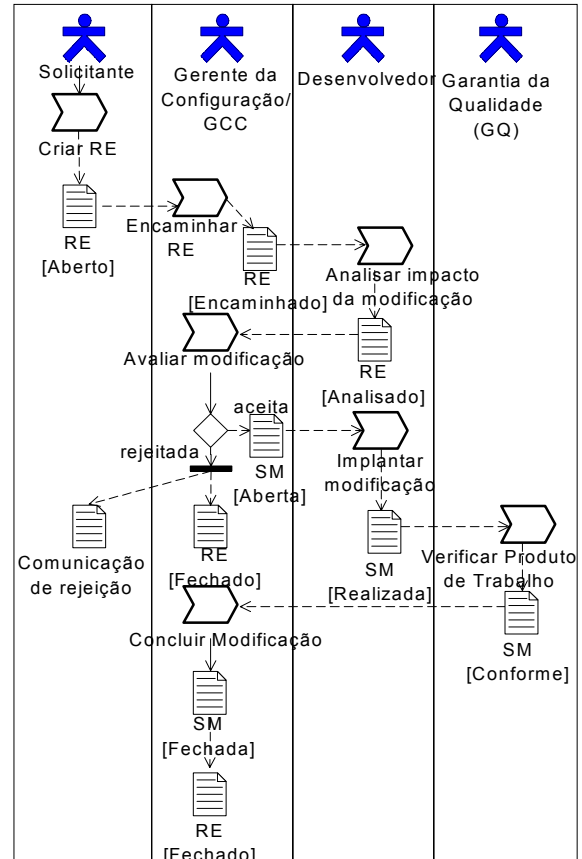 Solicitante
Gerente da
Configuração/
GCC
Desenvolvedor
Garantia da
Qualidade
(GQ)
Criar RE
RE
[Aberto]
Encaminhar
RE
RE
[Encaminhado]
Analisar impacto
da modificação
RE
[Analisado]
Avaliar modificação
aceita
rejeitada
SM
[Aberta]
Implantar
modificação
Comunicação
de rejeição
RE
[Fechado]
SM
[Realizada]
Verificar Produto
de Trabalho
SM
[Conforme]
Concluir Modificação
SM
[Fechada]
RE
[Fechado]